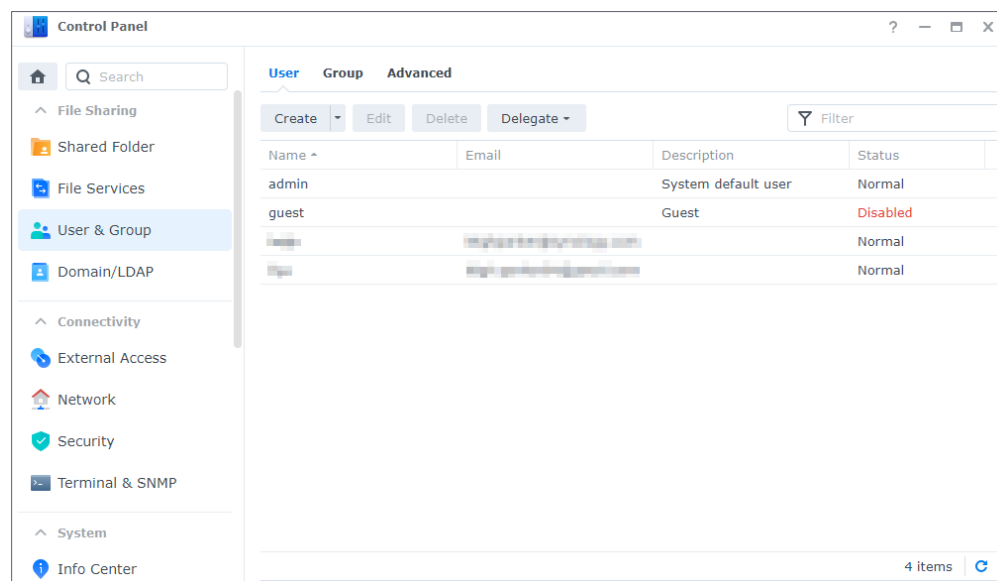 Control Panel
?
Search
User Group Advanced
File Sharing
Create Edit Delete Delegate Filter
Shared Folder
Name Email Description Status
File Services
admin System default user Normal
guest Guest Disabled
User & Group
Normal
Domain/LDAP
Normal
Connectivity
External Access
Network
Security
Terminal & SNMP
System
Info Center
4 items